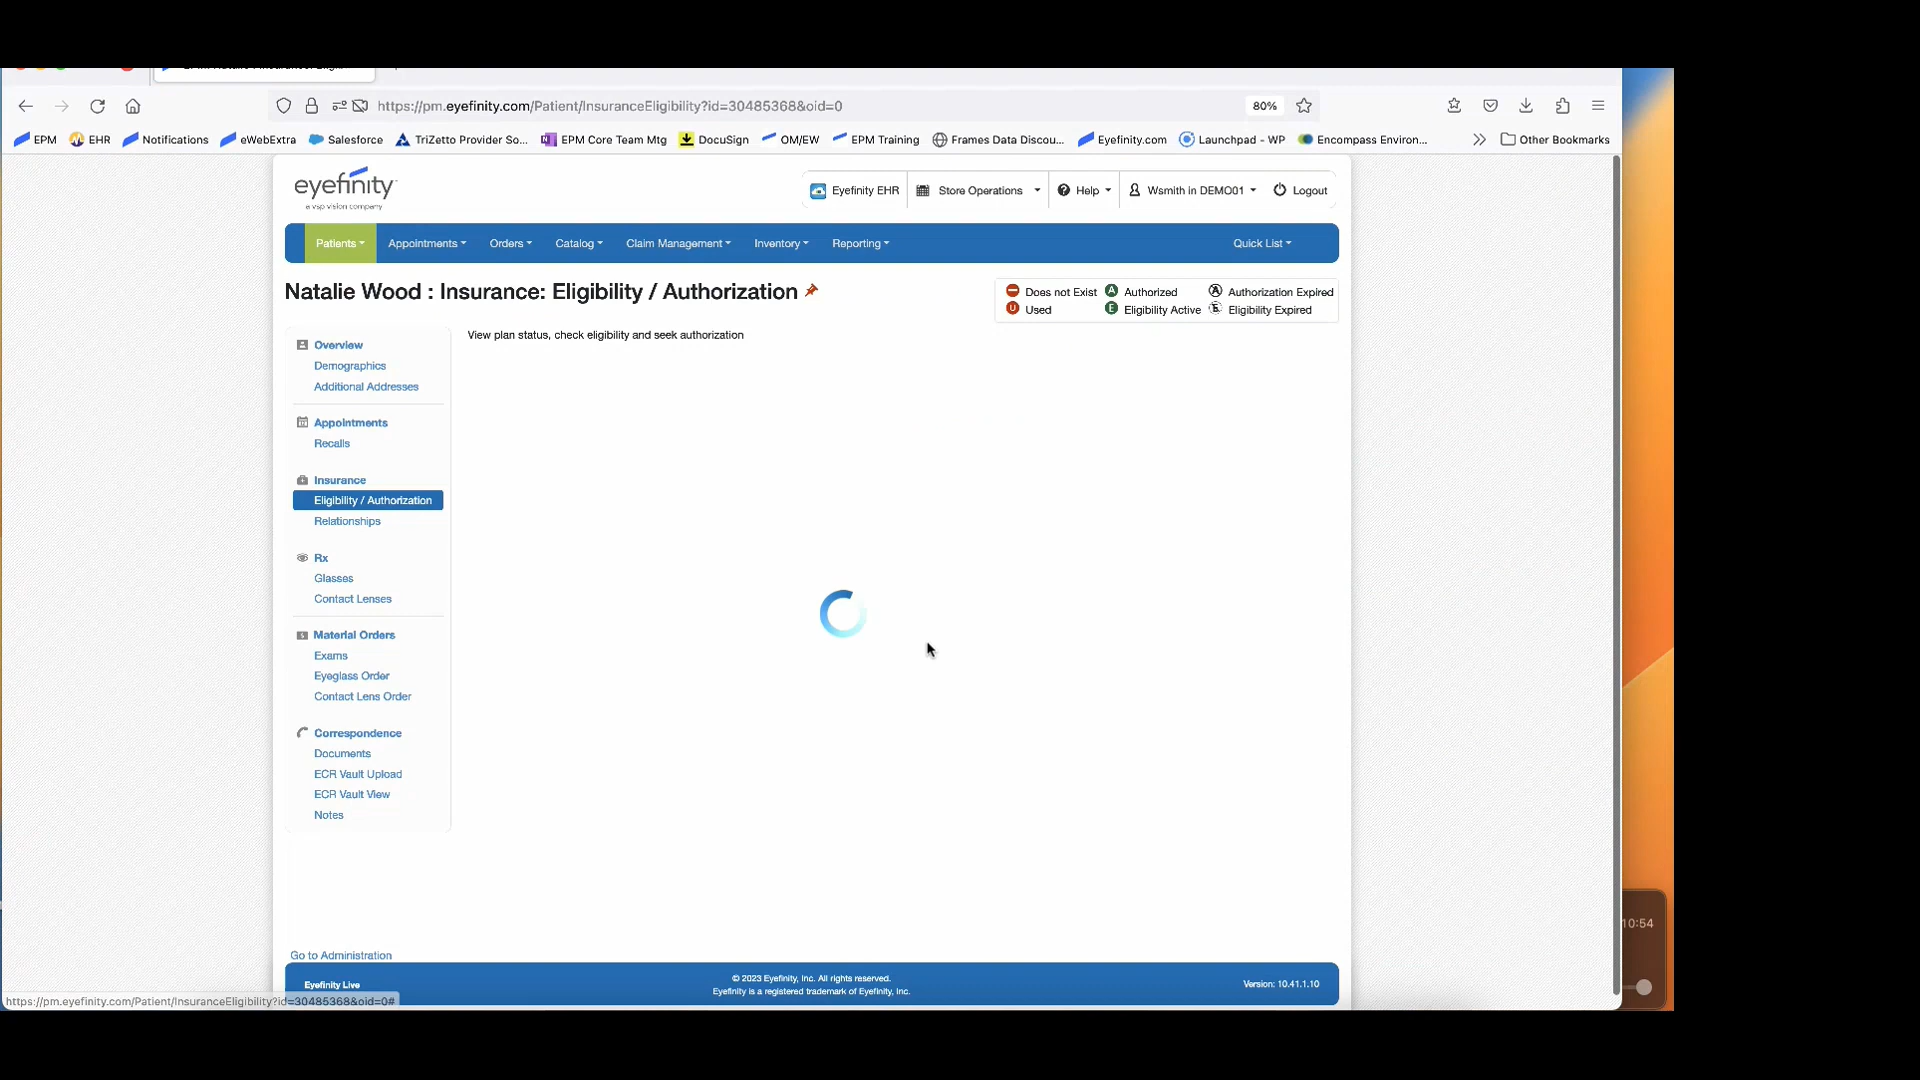 https://pm.eyefinity.com/Patient/InsuranceEligibility?id=30485368&oid=0
80%
EPM
EHR
Notifications
eWebExtra
Salesforce
TriZetto Provider So...
EPM Core Team Mtg
DocuSign
OM/EW
EPM Training
Frames Data Discou...
Eyefinity.com
Launchpad - WP
Encompass Environ...
Other Bookmarks
eyefinity
a vsp vision company
Eyefinity EHR
Store Operations
Help
Wsmith in DEMO01
Logout
Patients
Appointments
Orders
Catalog
Claim Management
Inventory
Reporting
Quick List
Natalie Wood : Insurance: Eligibility / Authorization
Does not Exist
A Authorized
A Authorization Expired
U Used
E Eligibility Active
E Eligibility Expired
View plan status, check eligibility and seek authorization
Overview
Demographics
Additional Addresses
Appointments
Recalls
Insurance
Eligibility / Authorization
Relationships
Rx
Glasses
Contact Lenses
Material Orders
Exams
Eyeglass Order
Contact Lens Order
Correspondence
Documents
ECR Vault Upload
ECR Vault View
Notes
Go to Administration
Eyefinity Live
© 2023 Eyefinity, Inc. All rights reserved.
Eyefinity is a registered trademark of Eyefinity, Inc.
Version: 10.41.1.10
https://pm.eyefinity.com/Patient/InsuranceEligibility?id=30485368&oid=0#
10:54